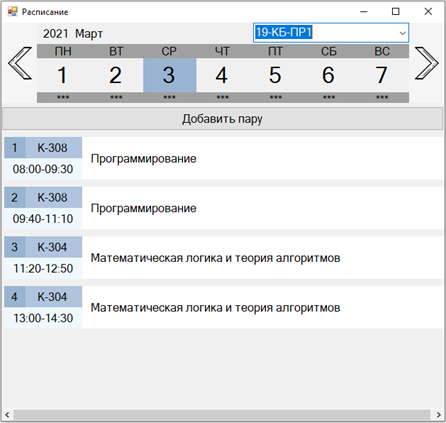 Расписание
2021 Март 19-КБ-ПР1
ПН ВТ СР ЧТ ПТ СБ ВС
1 2 3 4 5 6 7
*** *** *** *** *** *** ***
Добавить пару
1 К-308
Программирование
08:00-09:30
2 К-308
Программирование
09:40-11:10
3 К-304
Математическая логика и теория алгоритмов
11:20-12:50
4 К-304
Математическая логика и теория алгоритмов
13:00-14:30